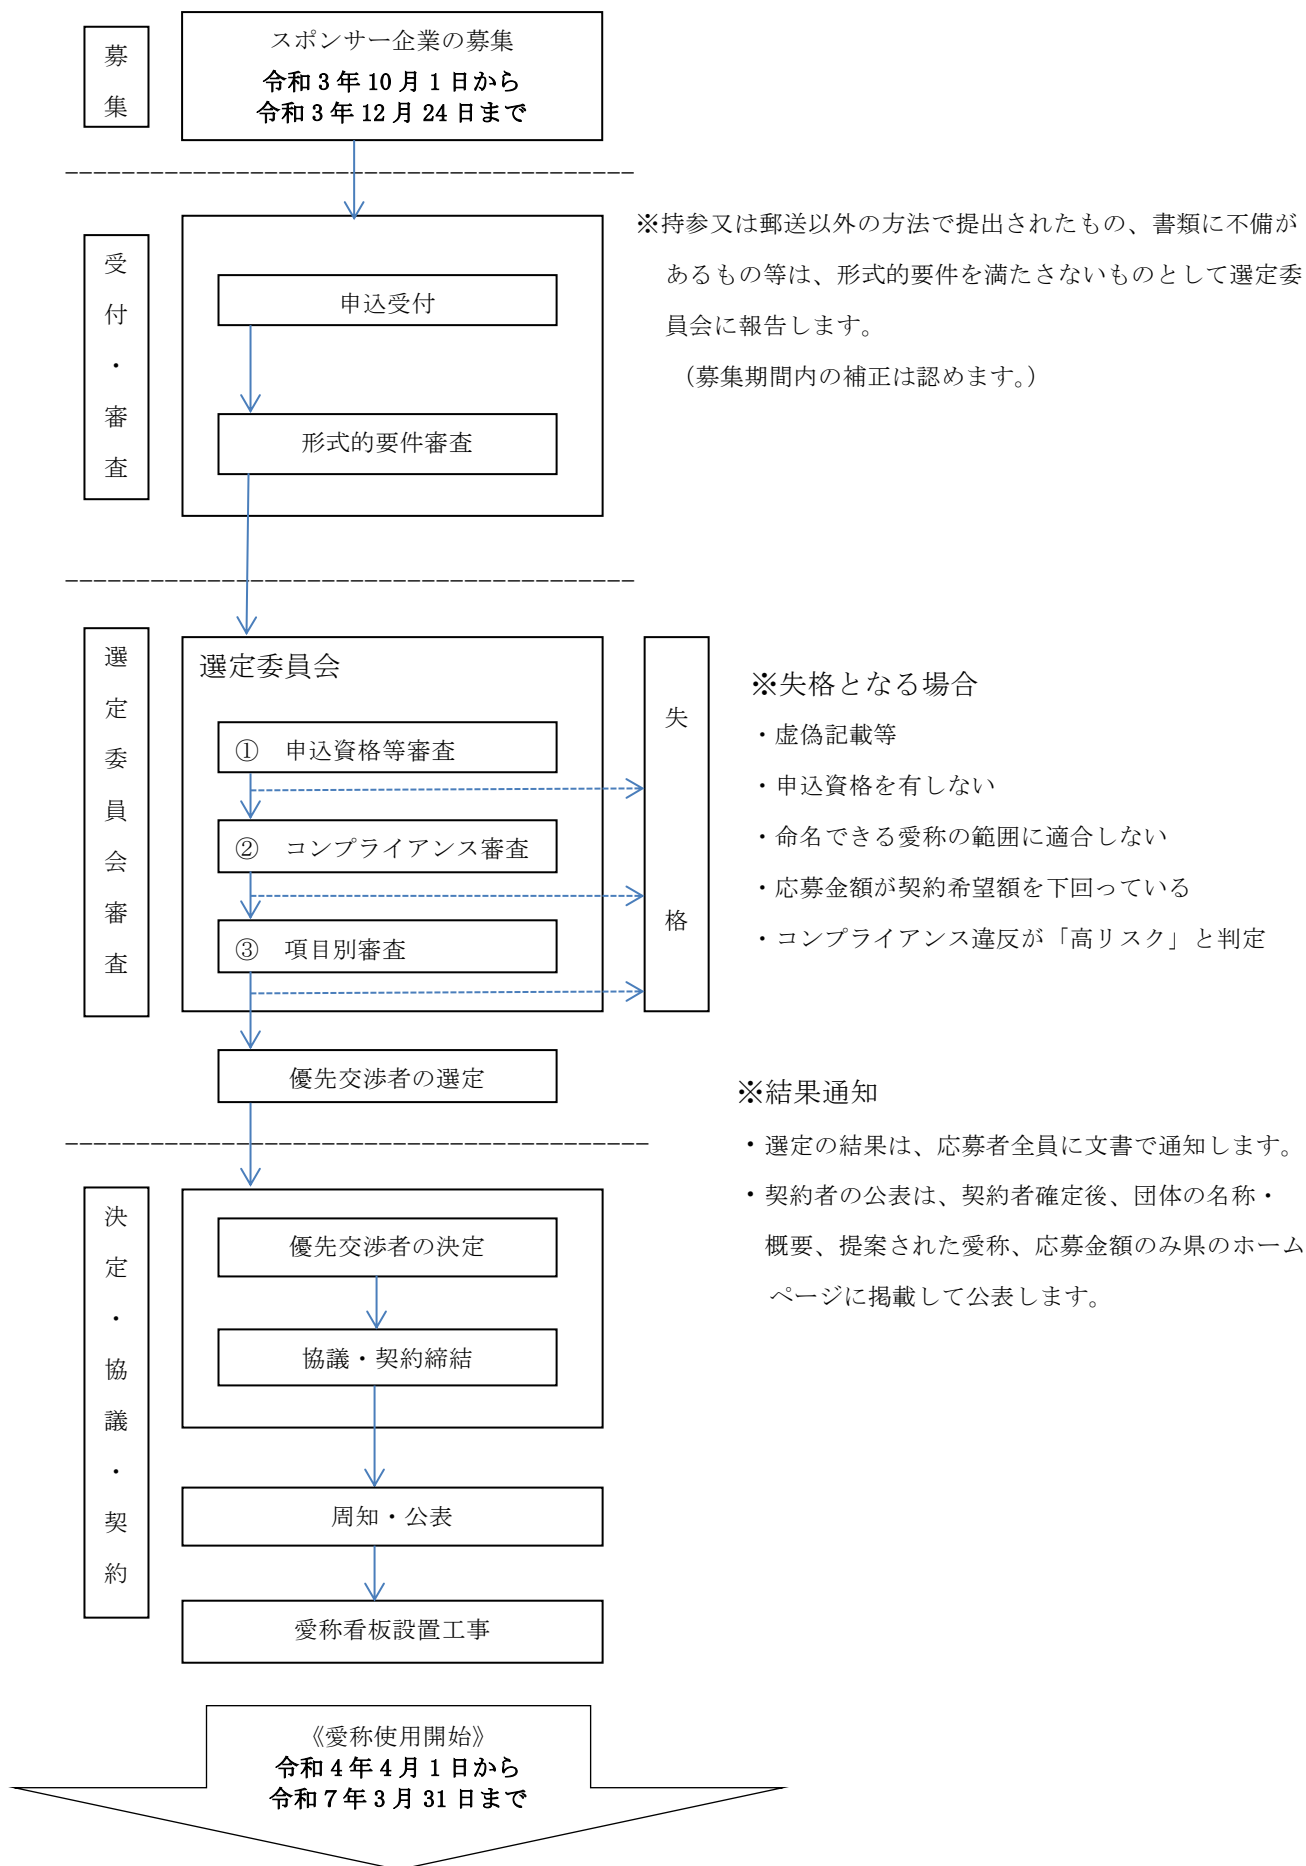 募集
スポンサー企業の募集
令和3年10月1日から
令和3年12月24日まで
受付・審査
申込受付
形式的要件審査
※持参又は郵送以外の方法で提出されたもの、書類に不備が
あるもの等は、形式的要件を満たさないものとして選定委
員会に報告します。
（募集期間内の補正は認めます。）
選定委員会審査
選定委員会
① 申込資格等審査
② コンプライアンス審査
③ 項目別審査
失格
※失格となる場合
・虚偽記載等
・申込資格を有しない
・命名できる愛称の範囲に適合しない
・応募金額が契約希望額を下回っている
・コンプライアンス違反が「高リスク」と判定
優先交渉者の選定
※結果通知
・選定の結果は、応募者全員に文書で通知します。
・契約者の公表は、契約者確定後、団体の名称・
概要、提案された愛称、応募金額のみ県のホーム
ページに掲載して公表します。
決定・協議・契約
優先交渉者の決定
協議・契約締結
周知・公表
愛称看板設置工事
《愛称使用開始》
令和4年4月1日から
令和7年3月31日まで